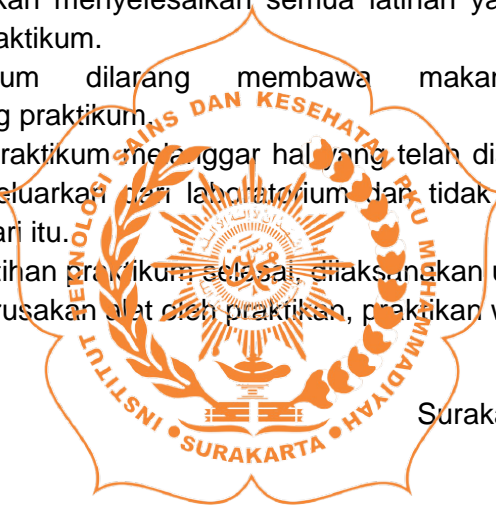 kan menyelesaikan semua latihan ya
aktikum.
um dilarang membawa makar
g praktikum.
raktikum melanggar hal yang telah di
eluarkan dari laboratorium dan tidak
ari itu.
tihan praktikum selesai, dilaksanakan u
rusakan alat oleh praktikan, praktikan w
Suraka
INSTITUT TEKNOLOGI SAINS DAN KESEHATAN PKU MUHAMMADIYAH
SURAKARTA